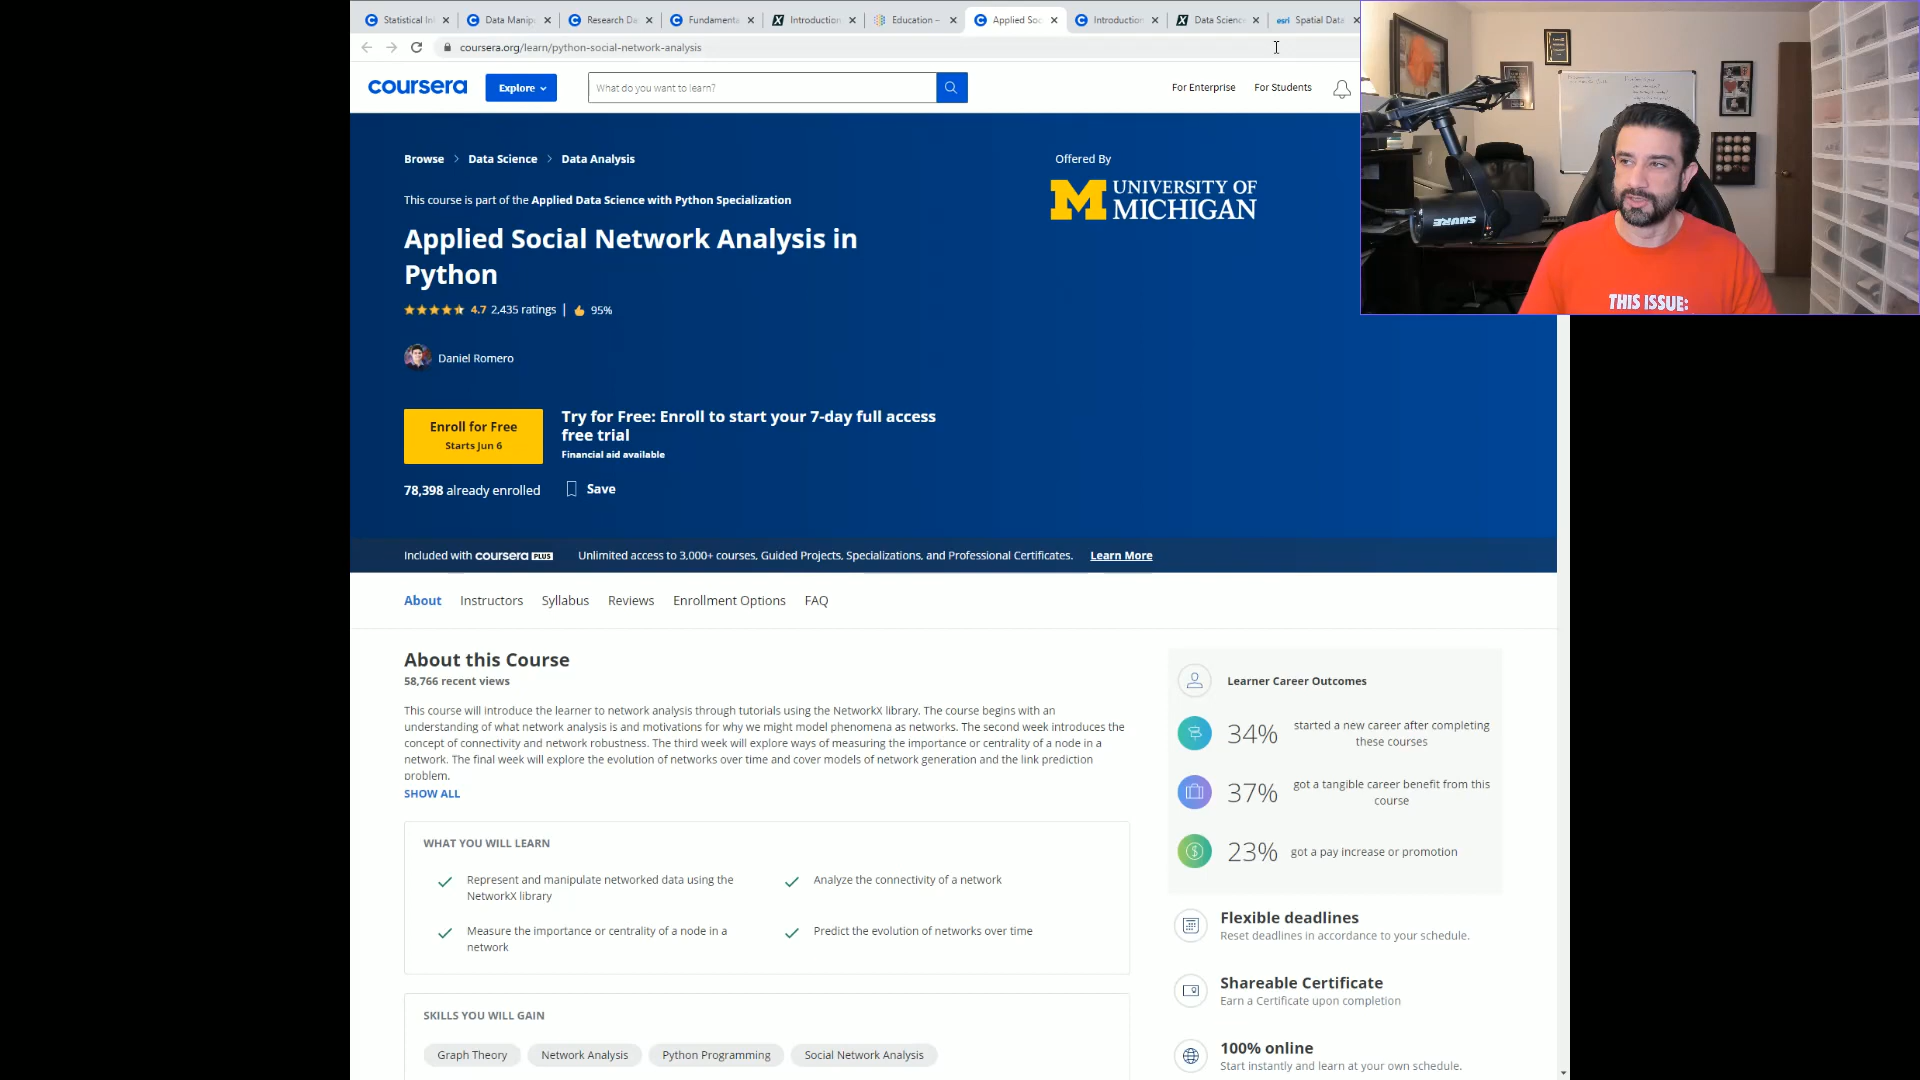 Statistical In
Data Manip
Research Da
Fundamenta
Introduction
Education –
Applied Soc
Introduction
Data Science
esri Spatial Data
coursera.org/learn/python-social-network-analysis
coursera
Explore
What do you want to learn?
For Enterprise
For Students
Browse > Data Science > Data Analysis
Offered By
M UNIVERSITY OF
MICHIGAN
This course is part of the Applied Data Science with Python Specialization
Applied Social Network Analysis in
Python
4.7 2,435 ratings | 95%
Daniel Romero
Enroll for Free
Starts Jun 6
Try for Free: Enroll to start your 7-day full access
free trial
Financial aid available
78,398 already enrolled
Save
Included with coursera PLUS Unlimited access to 3,000+ courses, Guided Projects, Specializations, and Professional Certificates. Learn More
About Instructors Syllabus Reviews Enrollment Options FAQ
About this Course
58,766 recent views
This course will introduce the learner to network analysis through tutorials using the NetworkX library. The course begins with an
understanding of what network analysis is and motivations for why we might model phenomena as networks. The second week introduces the
concept of connectivity and network robustness. The third week will explore ways of measuring the importance or centrality of a node in a
network. The final week will explore the evolution of networks over time and cover models of network generation and the link prediction
problem.
SHOW ALL
WHAT YOU WILL LEARN
Represent and manipulate networked data using the
NetworkX library
Analyze the connectivity of a network
Measure the importance or centrality of a node in a
network
Predict the evolution of networks over time
SKILLS YOU WILL GAIN
Graph Theory
Network Analysis
Python Programming
Social Network Analysis
Learner Career Outcomes
34% started a new career after completing
these courses
37% got a tangible career benefit from this
course
23% got a pay increase or promotion
Flexible deadlines
Reset deadlines in accordance to your schedule.
Shareable Certificate
Earn a Certificate upon completion
100% online
Start instantly and learn at your own schedule.
SHURE
THIS ISSUE: